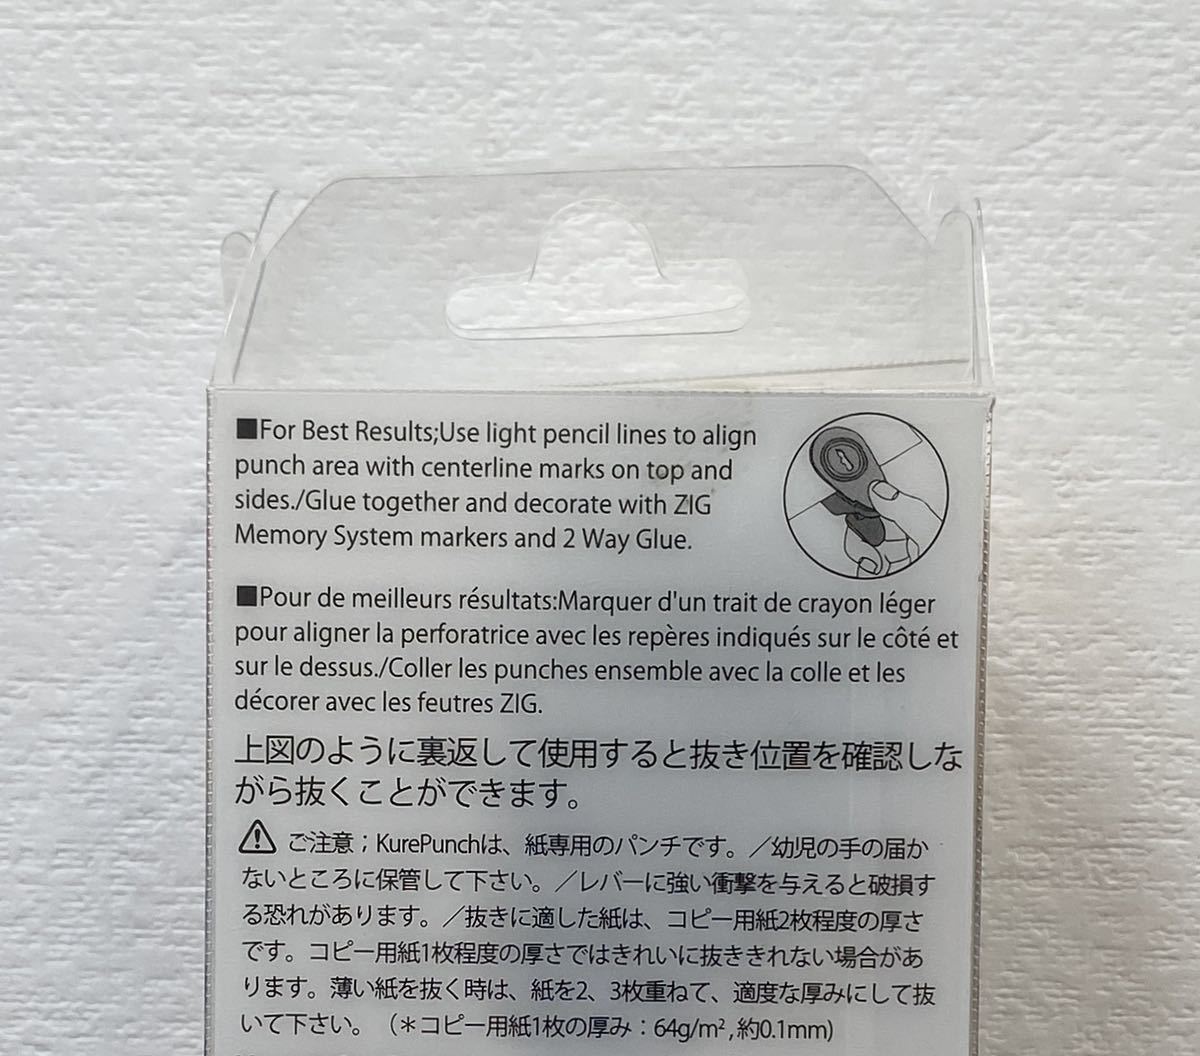 ■For Best Results;Use light pencil lines to align
punch area with centerline marks on top and
sides./Glue together and decorate with ZIG
Memory System markers and 2 Way Glue.
■Pour de meilleurs résultats:Marquer d'un trait de crayon léger
pour aligner la perforatrice avec les repères indiqués sur le côté et
sur le dessus./Coller les punches ensemble avec la colle et les
décorer avec les feutres ZIG.
上図のように裏返して使用すると抜き位置を確認しな
がら抜くことができます。
⚠ ご注意；KurePunchは、紙専用のパンチです。／幼児の手の届か
ないところに保管して下さい。／レバーに強い衝撃を与えると破損す
る恐れがあります。／抜きに適した紙は、コピー用紙2枚程度の厚さ
です。コピー用紙1枚程度の厚さではきれいに抜ききれない場合があ
ります。薄い紙を抜く時は、紙を2、3枚重ねて、適度な厚みにして抜
いて下さい。（＊コピー用紙1枚の厚み：64g/m²,約0.1mm)